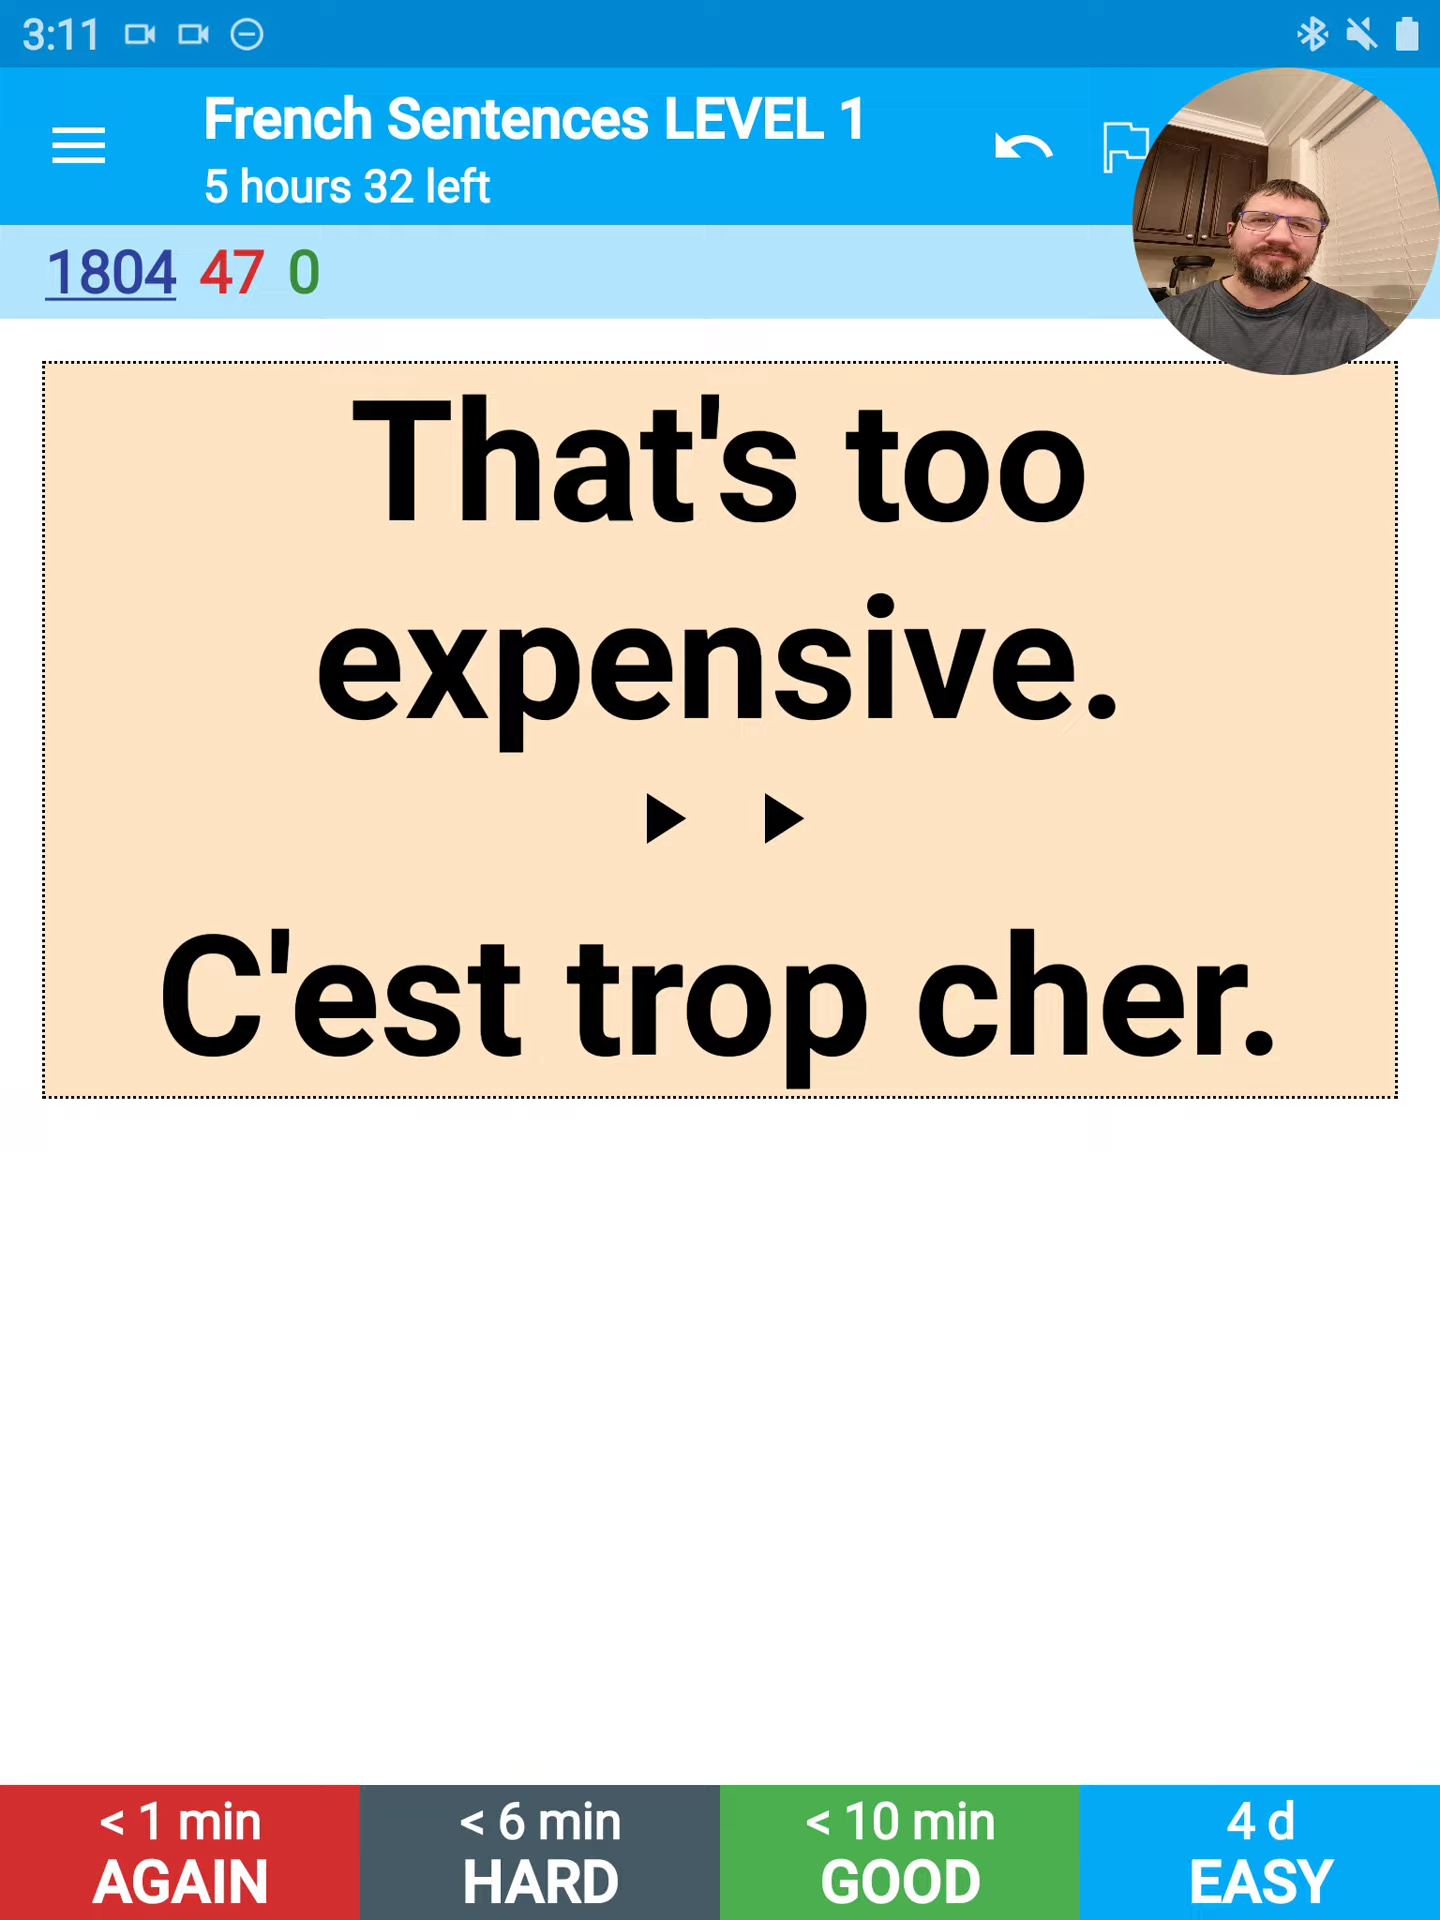 3:11
French Sentences LEVEL 1
5 hours 32 left
1804 47 0
That's too
expensive.
C'est trop cher.
< 1 min
AGAIN
< 6 min
HARD
< 10 min
GOOD
4 d
EASY